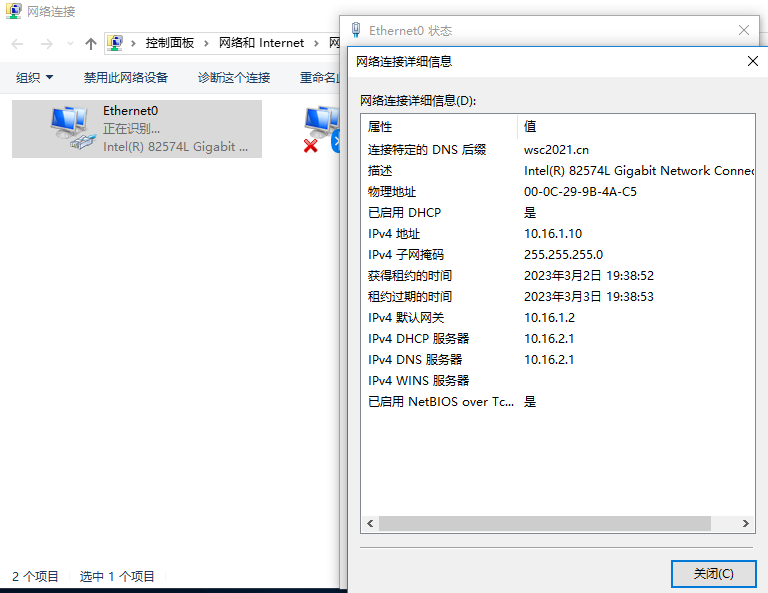 网络连接
控制面板 › 网络和 Internet › 网
组织 禁用此网络设备 诊断这个连接 重命名
Ethernet0
正在识别...
Intel(R) 82574L Gigabit ...
2 个项目 选中 1 个项目
Ethernet0 状态
网络连接详细信息
网络连接详细信息(D):
属性 值
连接特定的 DNS 后缀 wsc2021.cn
描述 Intel(R) 82574L Gigabit Network Connec
物理地址 00-0C-29-9B-4A-C5
已启用 DHCP 是
IPv4 地址 10.16.1.10
IPv4 子网掩码 255.255.255.0
获得租约的时间 2023年3月2日 19:38:52
租约过期的时间 2023年3月3日 19:38:53
IPv4 默认网关 10.16.1.2
IPv4 DHCP 服务器 10.16.2.1
IPv4 DNS 服务器 10.16.2.1
IPv4 WINS 服务器
已启用 NetBIOS over Tc... 是
关闭(C)